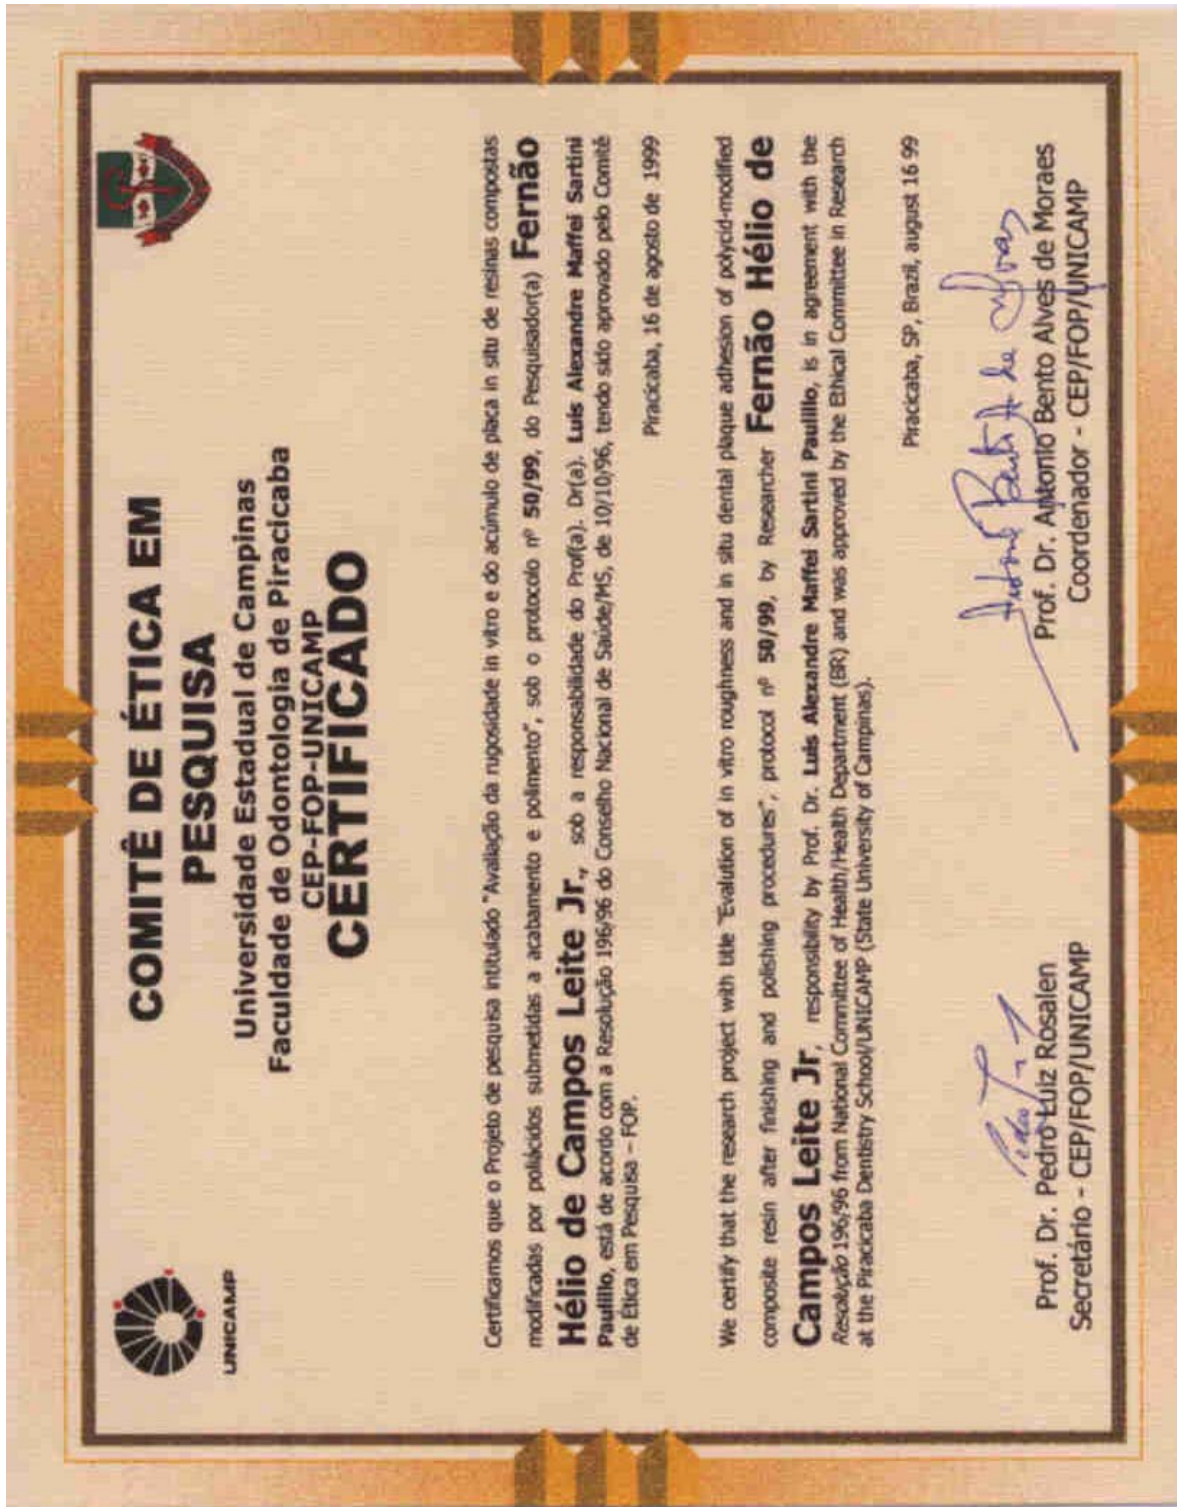 UNICAMP
COMITÊ DE ÉTICA EM
PESQUISA
Universidade Estadual de Campinas
Faculdade de Odontologia de Piracicaba
CEP-FOP-UNICAMP
CERTIFICADO
Certificamos que o Projeto de pesquisa intitulado "Avaliação da rugosidade in vitro e do acúmulo de placa in situ de resinas compostas
modificadas por poliácidos submetidas a acabamento e polimento", sob o protocolo nº 50/99, do Pesquisador(a) Fernão
Hélio de Campos Leite Jr., sob a responsabilidade do Prof(a). Dr(a). Luis Alexandre Maffei Sartini
Paulillo, está de acordo com a Resolução 196/96 do Conselho Nacional de Saúde/MS, de 10/10/96, tendo sido aprovado pelo Comitê
de Ética em Pesquisa – FOP.
Piracicaba, 16 de agosto de 1999
We certify that the research project with title "Evalution of in vitro roughness and in situ dental plaque adhesion of polycid-modified
composite resin after finishing and polishing procedures", protocol nº 50/99, by Researcher Fernão Hélio de
Campos Leite Jr, responsibility by Prof. Dr. Luis Alexandre Maffei Sartini Paulillo, is in agreement with the
Resolução 196/96 from National Committee of Health/Health Department (BR) and was approved by the Ethical Committee in Research
at the Piracicaba Dentistry School/UNICAMP (State University of Campinas).
Piracicaba, SP, Brazil, august 16 99
Prof. Dr. Pedro Luiz Rosalen
Secretário - CEP/FOP/UNICAMP
Prof. Dr. Antonio Bento Alves de Moraes
Coordenador - CEP/FOP/UNICAMP